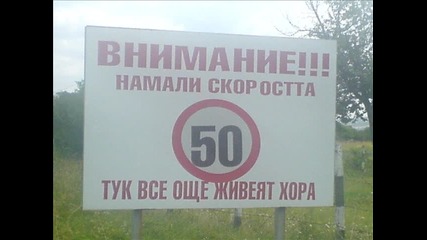 ВНИМАНИЕ!!!
НАМАЛИ СКОРОСТТА
50
ТУК ВСЕ ОЩЕ ЖИВЕЯТ ХОРА